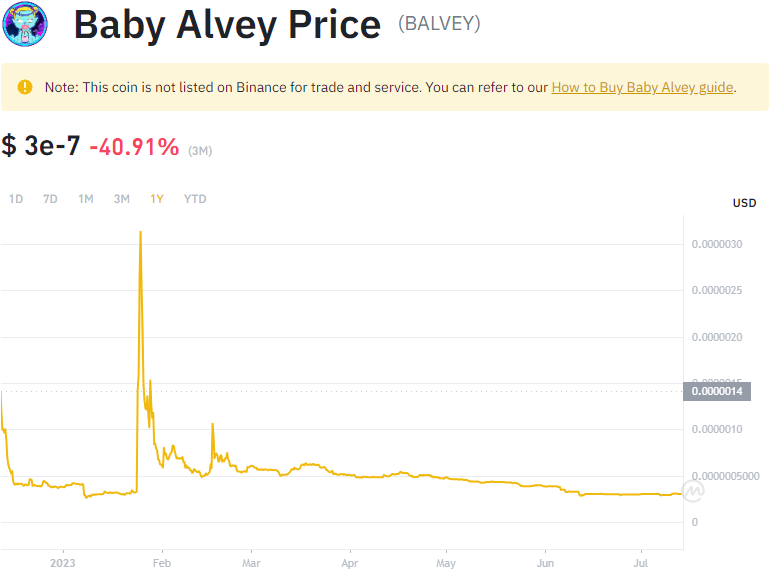 Baby Alvey Price (BALVEY)
Note: This coin is not listed on Binance for trade and service. You can refer to our How to Buy Baby Alvey guide.
$ 3e-7 -40.91% (3M)
1D 7D 1M 3M 1Y YTD
USD
0.0000030
0.0000025
0.0000020
0.0000015
0.0000014
0.0000010
0.0000005000
0
2023 Feb Mar Apr May Jun Jul